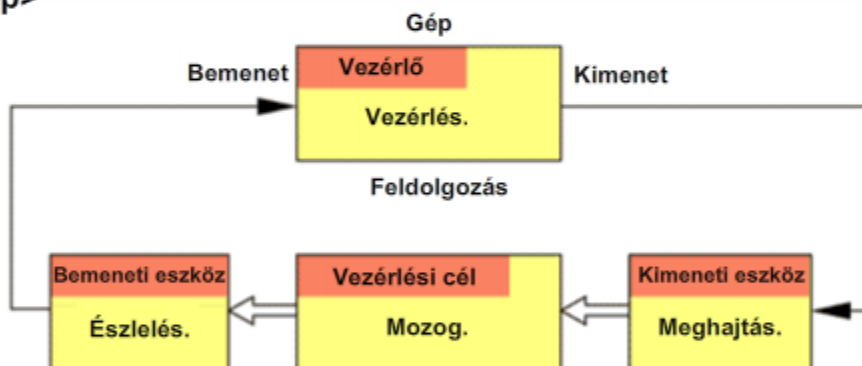 Gép
Bemenet
Vezérlő
Kimenet
Vezérlés.
Feldolgozás
Bemeneti eszköz
Vezérlési cél
Kimeneti eszköz
Észlelés.
Mozog.
Meghajtás.